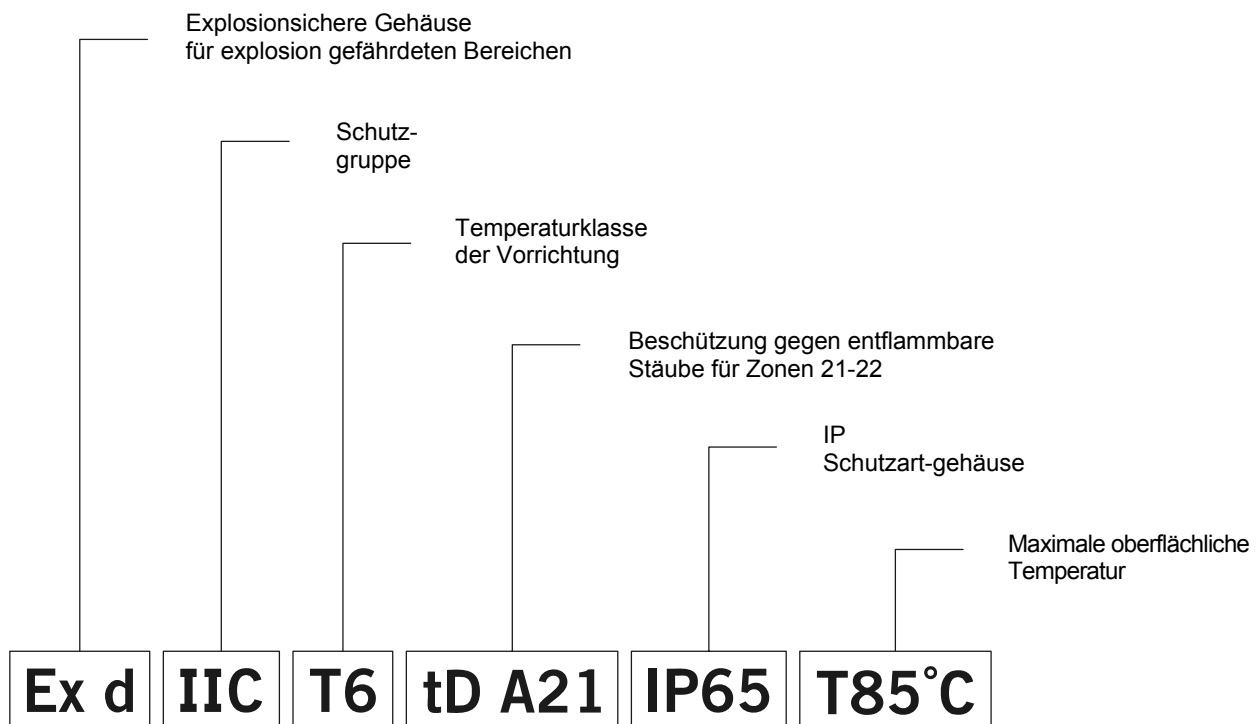 Explosionsichere Gehäuse
für explosion gefährdeten Bereichen
Schutz-
gruppe
Temperaturklasse
der Vorrichtung
Beschützung gegen entflammbare
Stäube für Zonen 21-22
IP
Schutzart-gehäuse
Maximale oberflächliche
Temperatur
Ex d IIC T6 tD A21 IP65 T85°C